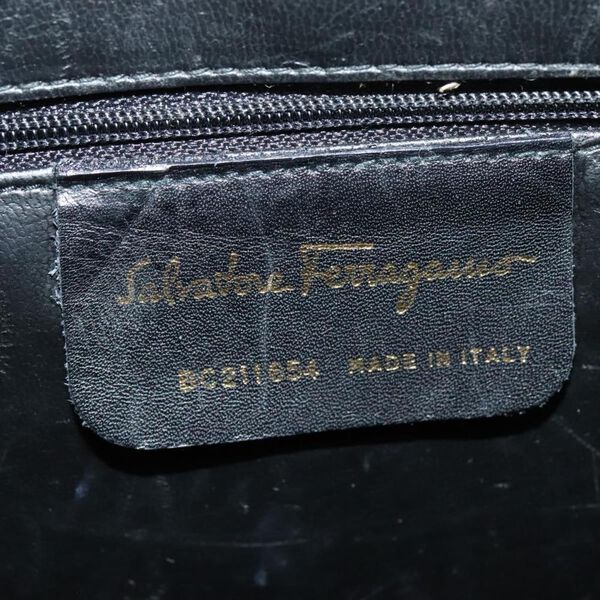 Salvatore Ferragamo
BC211654 MADE IN ITALY